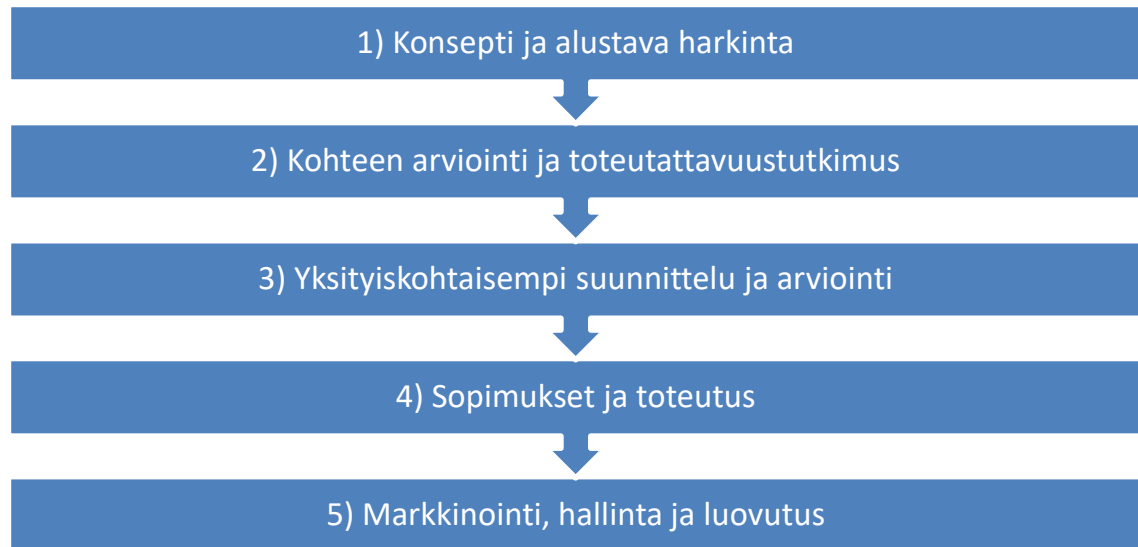 1) Konsepti ja alustava harkinta
2) Kohteen arviointi ja toteutattavuustutkimus
3) Yksityiskohtaisempi suunnittelu ja arviointi
4) Sopimukset ja toteutus
5) Markkinointi, hallinta ja luovutus